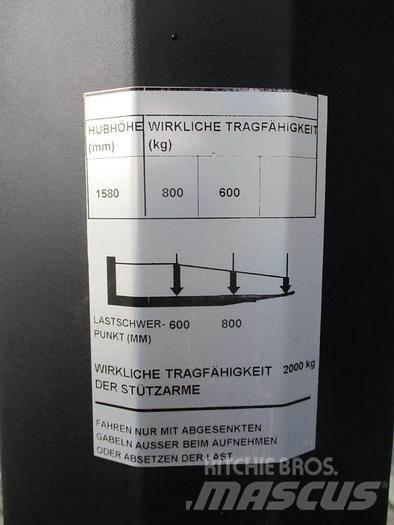 HUBHÖHE WIRKLICHE TRAGFÄHIGKEIT
(mm) (kg)
1580 800 600
LASTSCHWER- 600 800
PUNKT (MM)
WIRKLICHE TRAGFÄHIGKEIT 2000 kg
DER STÜTZARME
FAHREN NUR MIT ABGESENKTEN
GABELN AUSSER BEIM AUFNEHMEN
ODER ABSETZEN DER LAST
RITCHIE BROS.
MASCUS